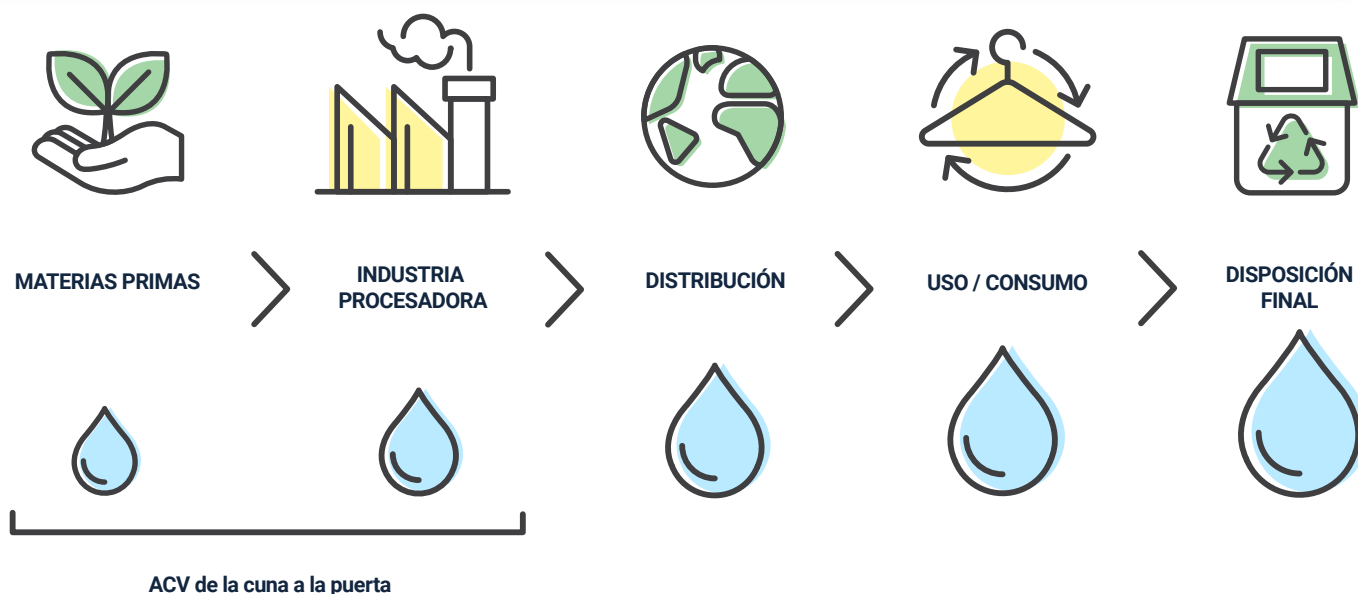 MATERIAS PRIMAS
INDUSTRIA
PROCESADORA
DISTRIBUCIÓN
USO / CONSUMO
DISPOSICIÓN
FINAL
ACV de la cuna a la puerta